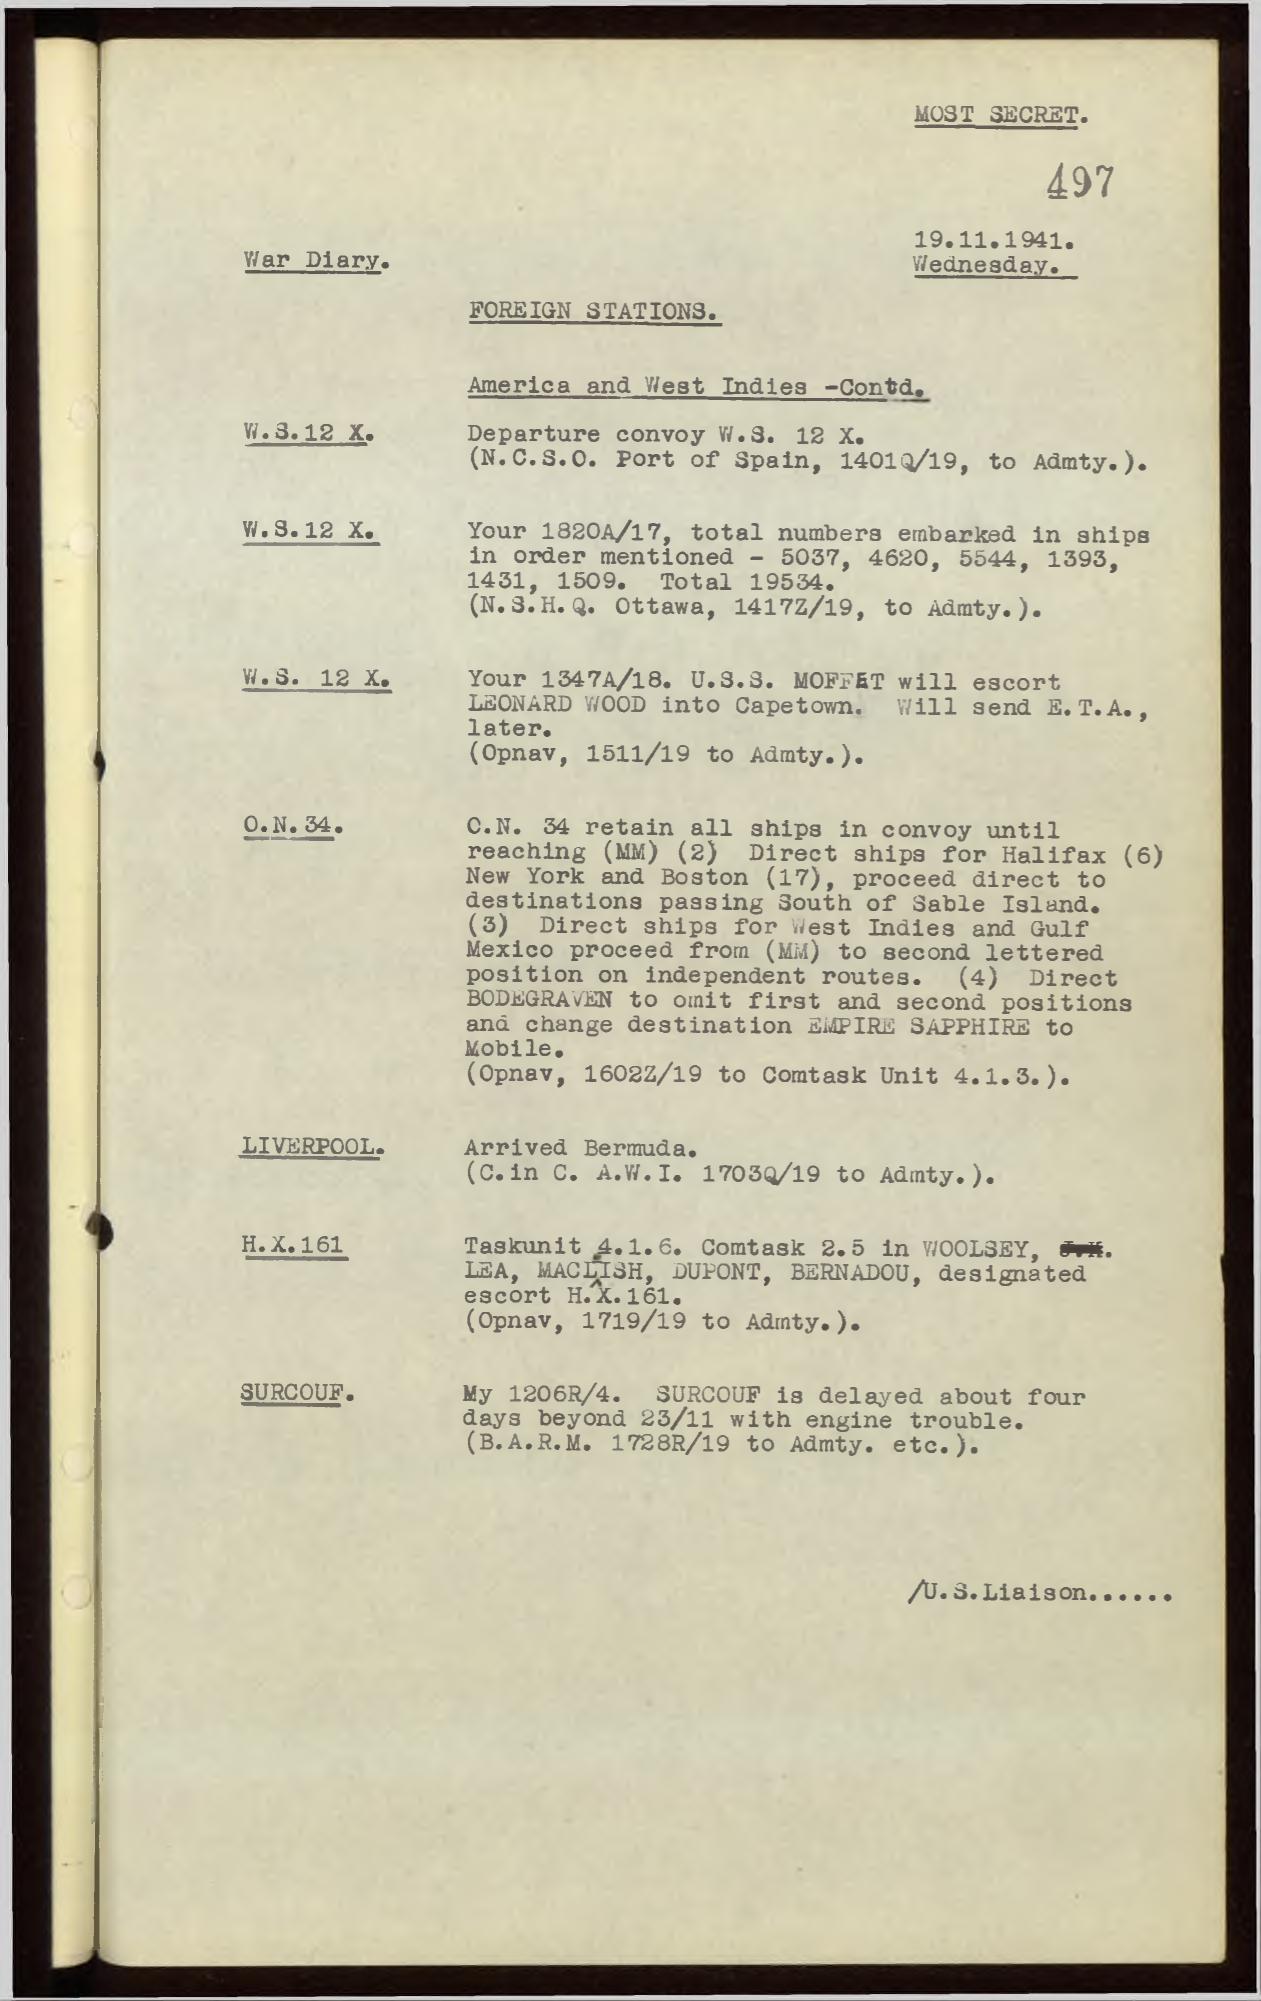 MOST SECRET.
497
19.11.1941.
War Diary.
Wednesday.
FOREIGN STATIONS.
America and West Indies -Contd.
W.S.12 X.
Departure convoy W.S. 12 X.
(N.C.S.O. Port of Spain, 1401Q/19, to Admty.).
W.S.12 X.
Your 1820A/17, total numbers embarked in ships
in order mentioned - 5037, 4620, 5544, 1393,
1431, 1509. Total 19534.
(N.S.H.Q. Ottawa, 1417Z/19, to Admty.).
W.S. 12 X.
Your 1347A/18. U.S.S. MOFFET will escort
LEONARD WOOD into Capetown. Will send E.T.A.,
later.
(Opnav, 1511/19 to Admty.).
O.N.34.
O.N. 34 retain all ships in convoy until
reaching (MM) (2) Direct ships for Halifax (6)
New York and Boston (17), proceed direct to
destinations passing South of Sable Island.
(3) Direct ships for West Indies and Gulf
Mexico proceed from (MM) to second lettered
position on independent routes. (4) Direct
BODEGRAVEN to omit first and second positions
and change destination EMPIRE SAPPHIRE to
Mobile.
(Opnav, 1602Z/19 to Comtask Unit 4.1.3.).
LIVERPOOL.
Arrived Bermuda.
(C.in C. A.W.I. 1703Q/19 to Admty.).
H.X.161
Taskunit 4.1.6. Comtask 2.5 in WOOLSEY,
LEA, MACLISH, DUPONT, BERNADOU, designated
escort H.X.161.
(Opnav, 1719/19 to Admty.).
SURCOUF.
My 1206R/4. SURCOUF is delayed about four
days beyond 23/11 with engine trouble.
(B.A.R.M. 1728R/19 to Admty. etc.).
/U.S.Liaison......